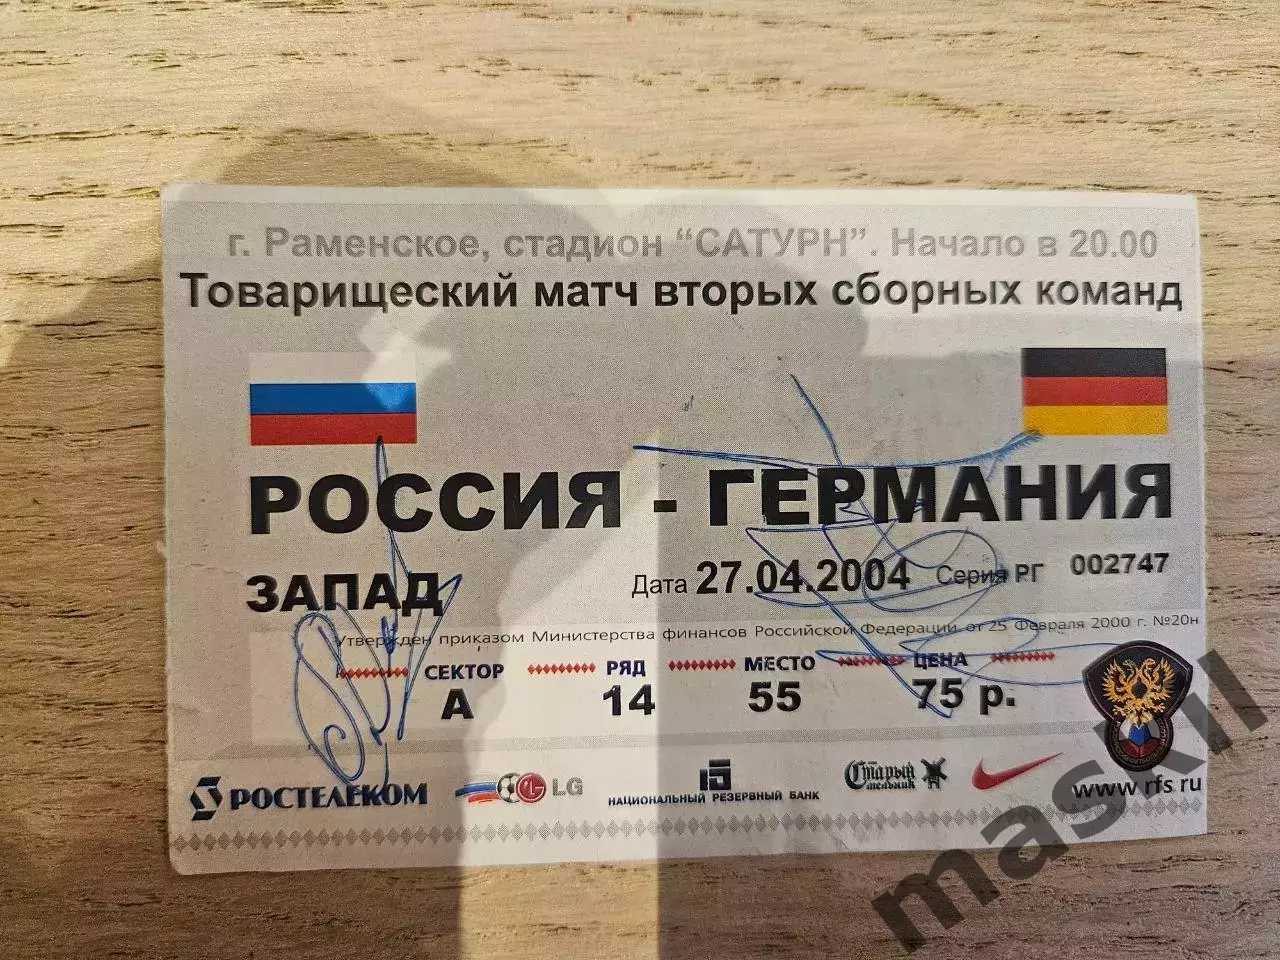 г. Раменское, стадион “САТУРН”. Начало в 20.00
Товарищеский матч вторых сборных команд
РОССИЯ - ГЕРМАНИЯ
ЗАПАД Дата 27.04.2004 Серия РГ 002747
Утвержден приказом Министерства финансов Российской Федерации от 25 Февраля 2000 г. №20н
СЕКТОР РЯД МЕСТО ЦЕНА
А 14 55 75 р.
РОСТЕЛЕКОМ LG НАЦИОНАЛЬНЫЙ РЕЗЕРВНЫЙ БАНК Старый мельник www.rfs.ru
maskil